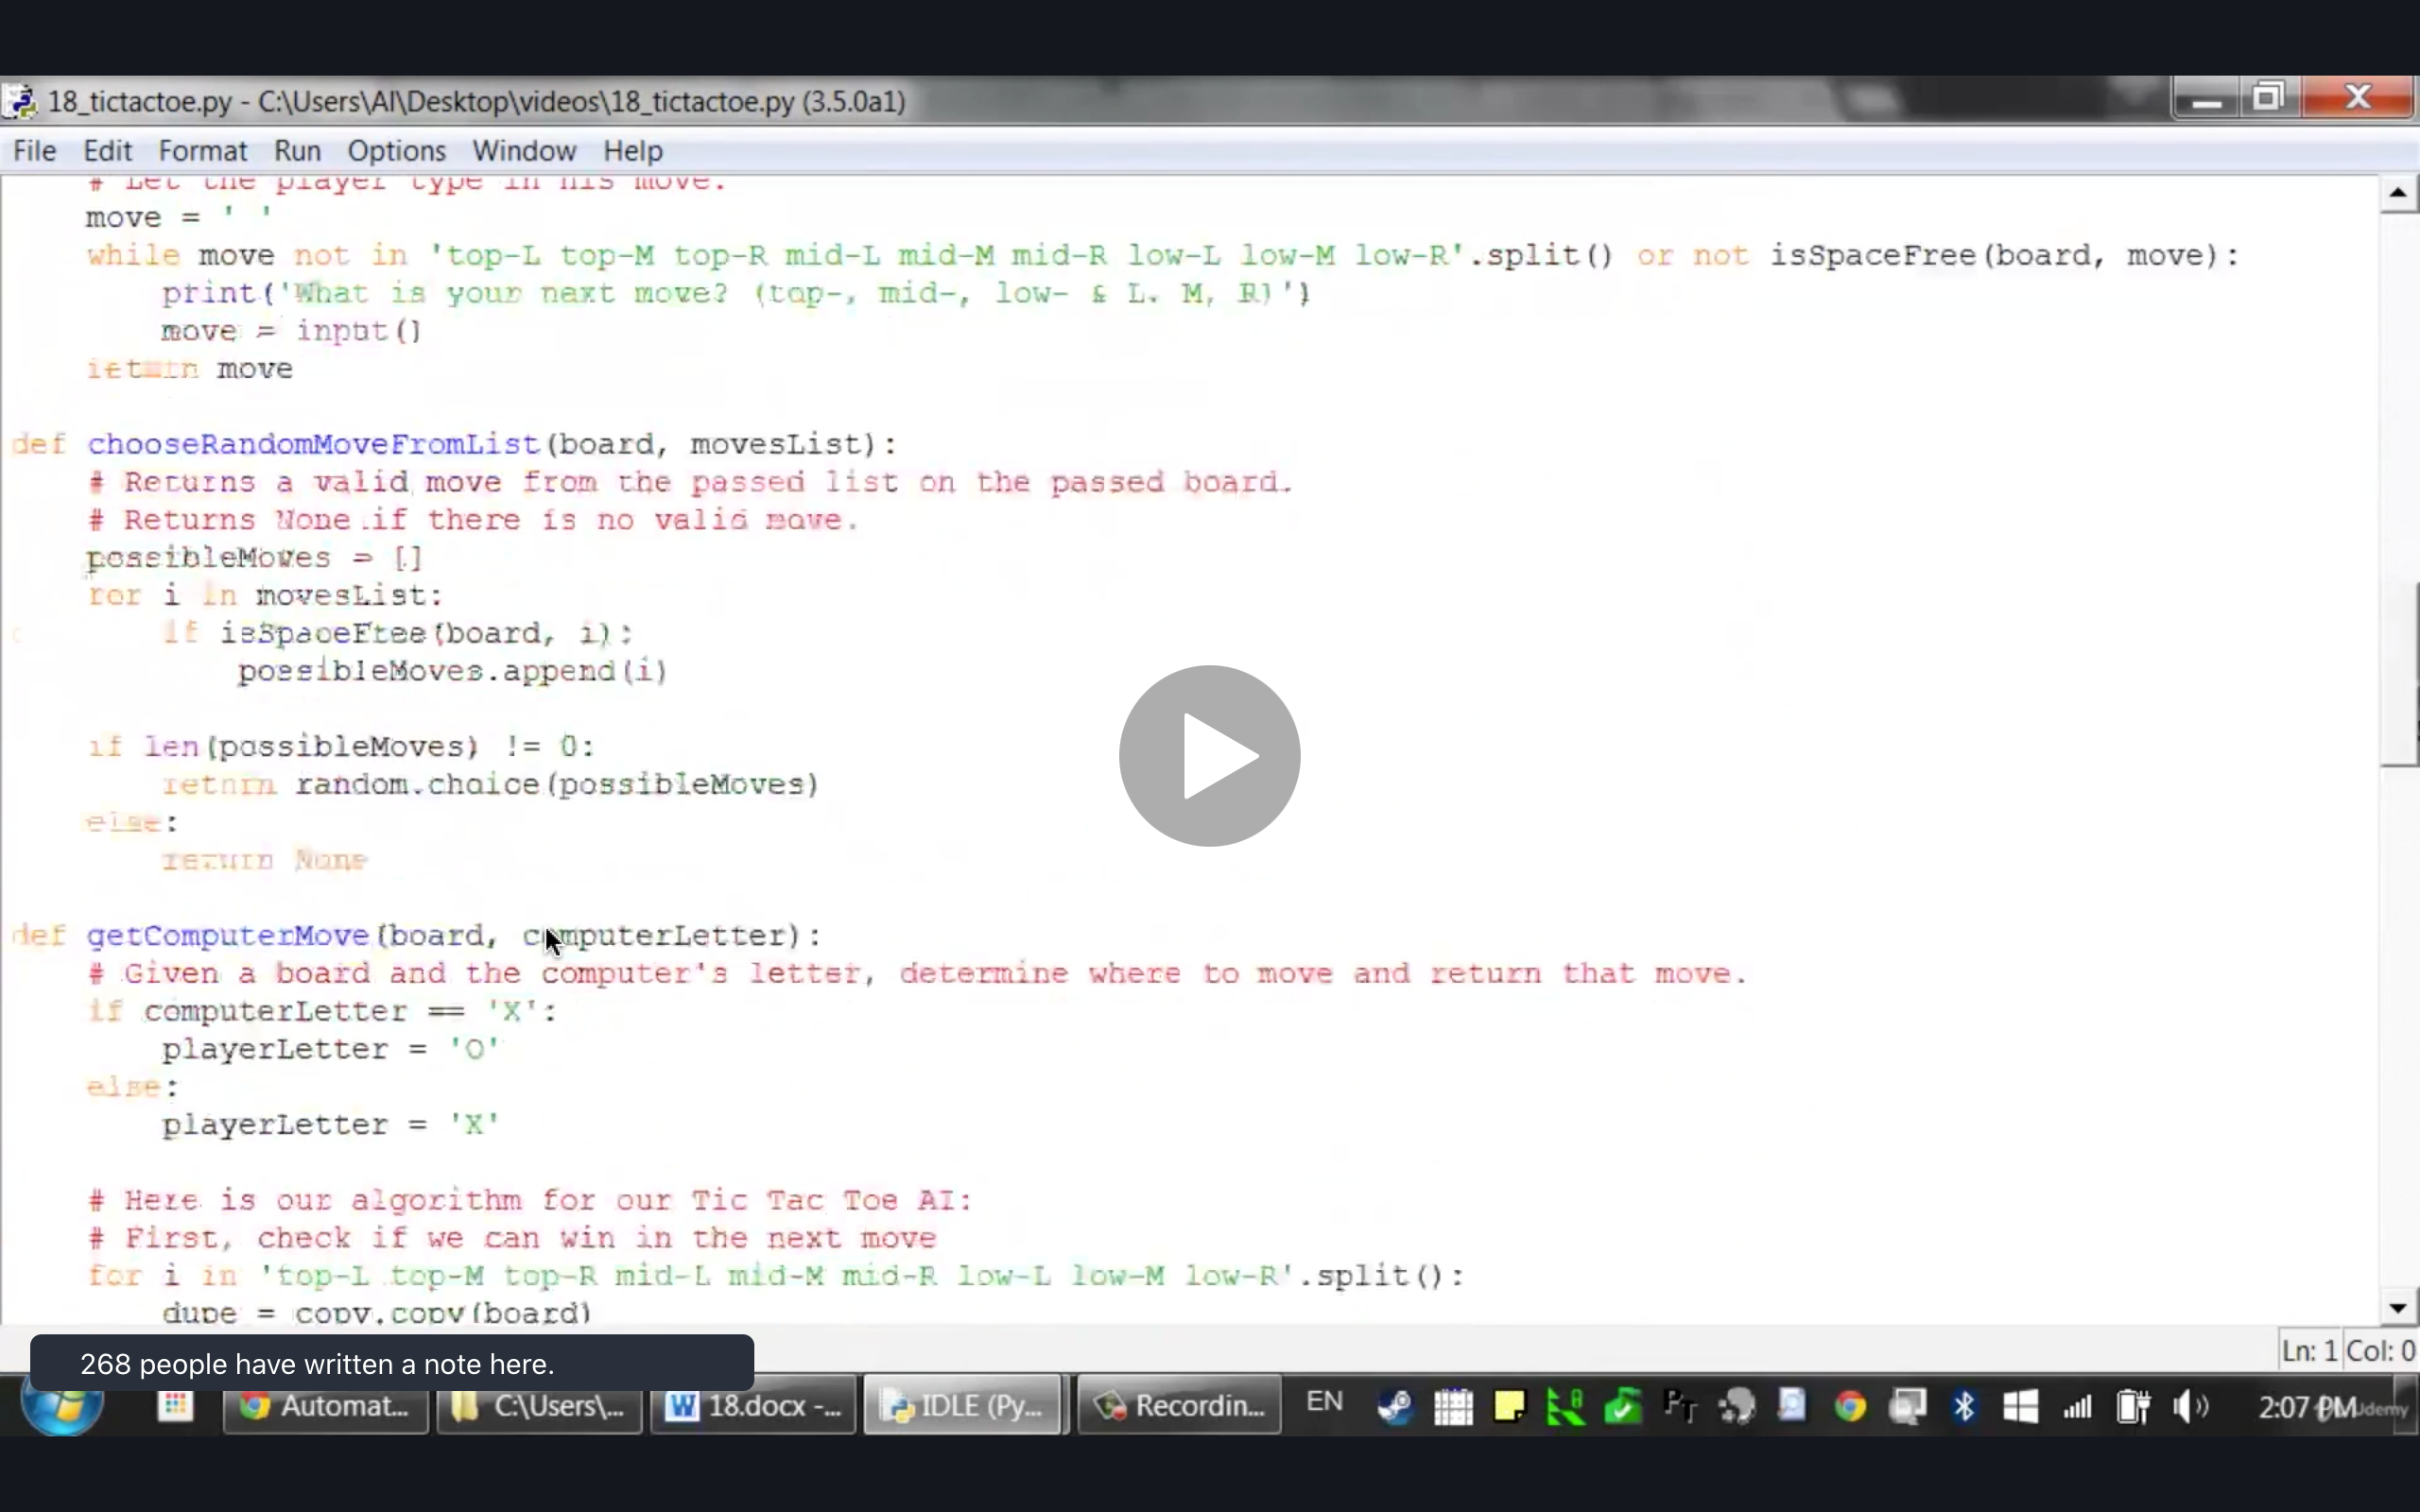 18_tictactoe.py - C:\Users\Al\Desktop\videos\18_tictactoe.py (3.5.0a1)
File Edit Format Run Options Window Help
# Let the player type in his move.
move = ' '
while move not in 'top-L top-M top-R mid-L mid-M mid-R low-L low-M low-R'.split() or not isSpaceFree(board, move):
print('What is your next move? (top-, mid-, low- & L, M, R)')
move = input()
return move
def chooseRandomMoveFromList(board, movesList):
# Returns a valid move from the passed list on the passed board.
# Returns None if there is no valid move.
possibleMoves = []
for i in movesList:
if isSpaceFree(board, i):
possibleMoves.append(i)
if len(possibleMoves) != 0:
return random.choice(possibleMoves)
else:
return None
def getComputerMove(board, computerLetter):
# Given a board and the computer's letter, determine where to move and return that move.
if computerLetter == 'X':
playerLetter = 'O'
else:
playerLetter = 'X'
# Here is our algorithm for our Tic Tac Toe AI:
# First, check if we can win in the next move
for i in 'top-L top-M top-R mid-L mid-M mid-R low-L low-M low-R'.split():
dupe = copy.copy(board)
Ln: 1 Col: 0
268 people have written a note here.
Automat... C:\Users\... 18.docx -... IDLE (Py... Recordin... EN 2:07 PM
Udemy